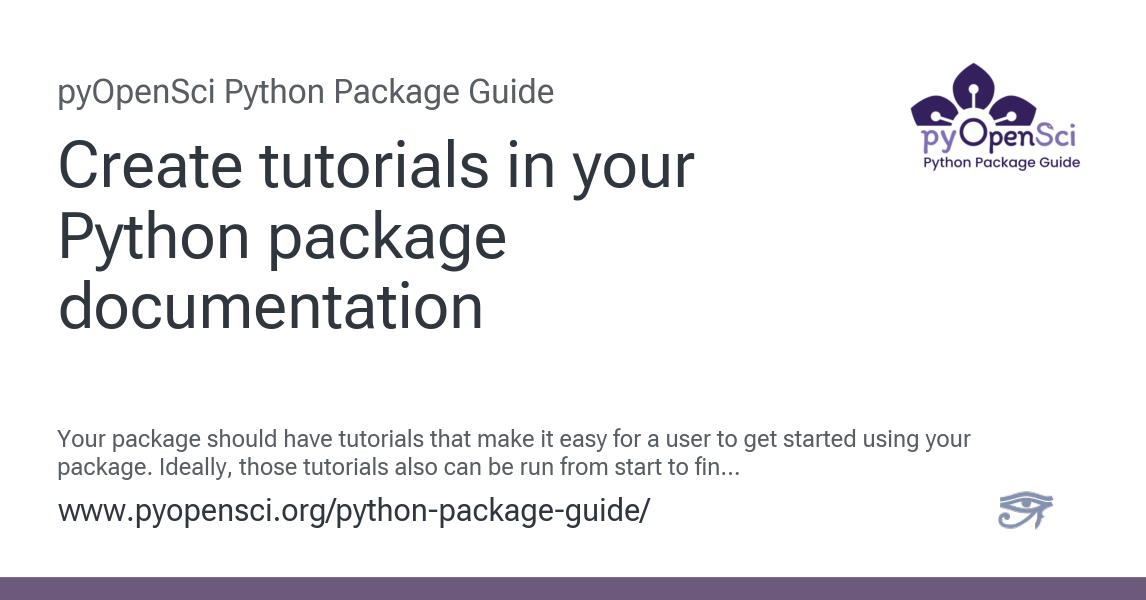 pyOpenSci Python Package Guide
Create tutorials in your
Python package
documentation
pyOpenSci
Python Package Guide
Your package should have tutorials that make it easy for a user to get started using your
package. Ideally, those tutorials also can be run from start to fin...
www.pyopensci.org/python-package-guide/